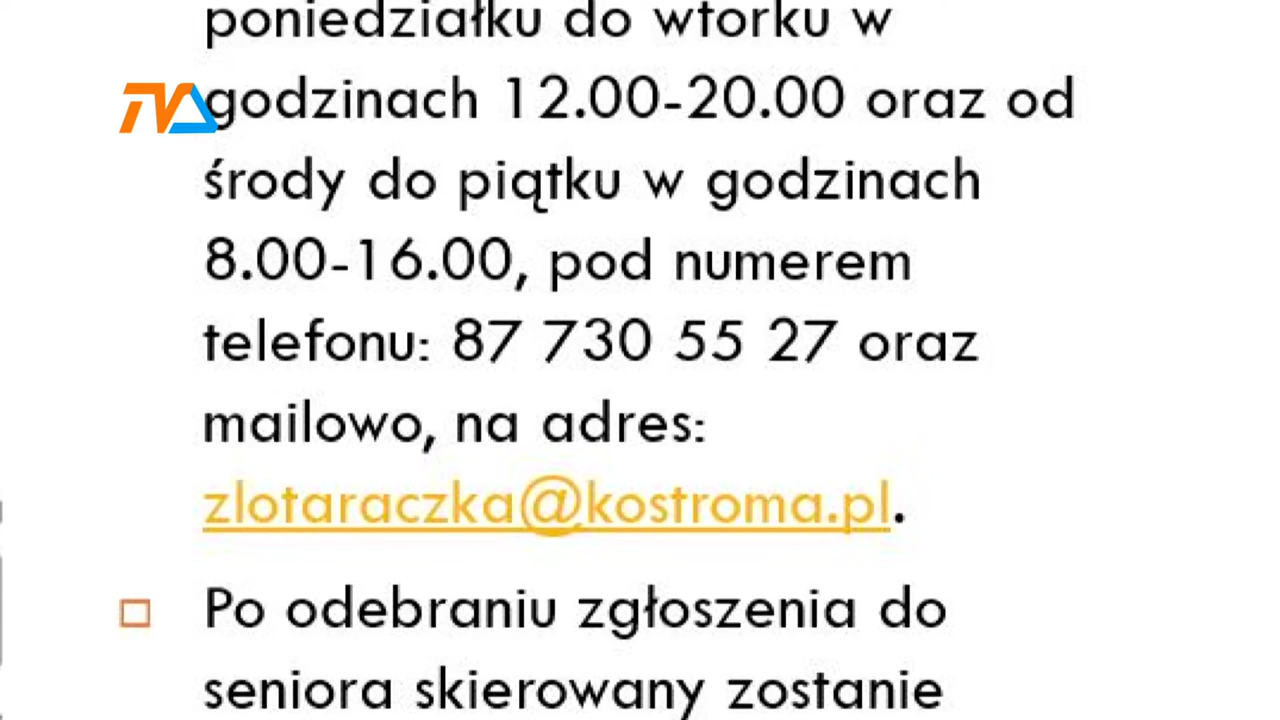 poniedziałku do wtorku w
TVA godzinach 12.00-20.00 oraz od
środy do piątku w godzinach
8.00-16.00, pod numerem
telefonu: 87 730 55 27 oraz
mailowo, na adres:
zlotaraczka@kostroma.pl.
Po odebraniu zgłoszenia do
seniora skierowany zostanie